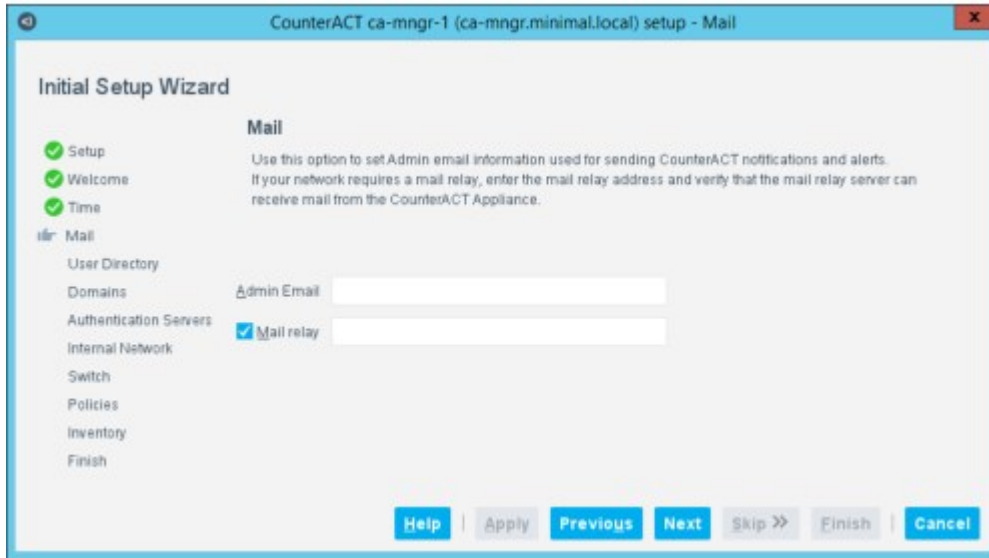 CounterACT ca-mngr-1 (ca-mngr.minimal.local) setup - Mail
x
Initial Setup Wizard
Setup
Welcome
Time
Mail
User Directory
Domains
Authentication Servers
Internal Network
Switch
Policies
Inventory
Finish
Mail
Use this option to set Admin email information used for sending CounterACT notifications and alerts.
If your network requires a mail relay, enter the mail relay address and verify that the mail relay server can
receive mail from the CounterACT Appliance.
Admin Email
Mail relay
Help Apply Previous Next Skip >> Finish Cancel